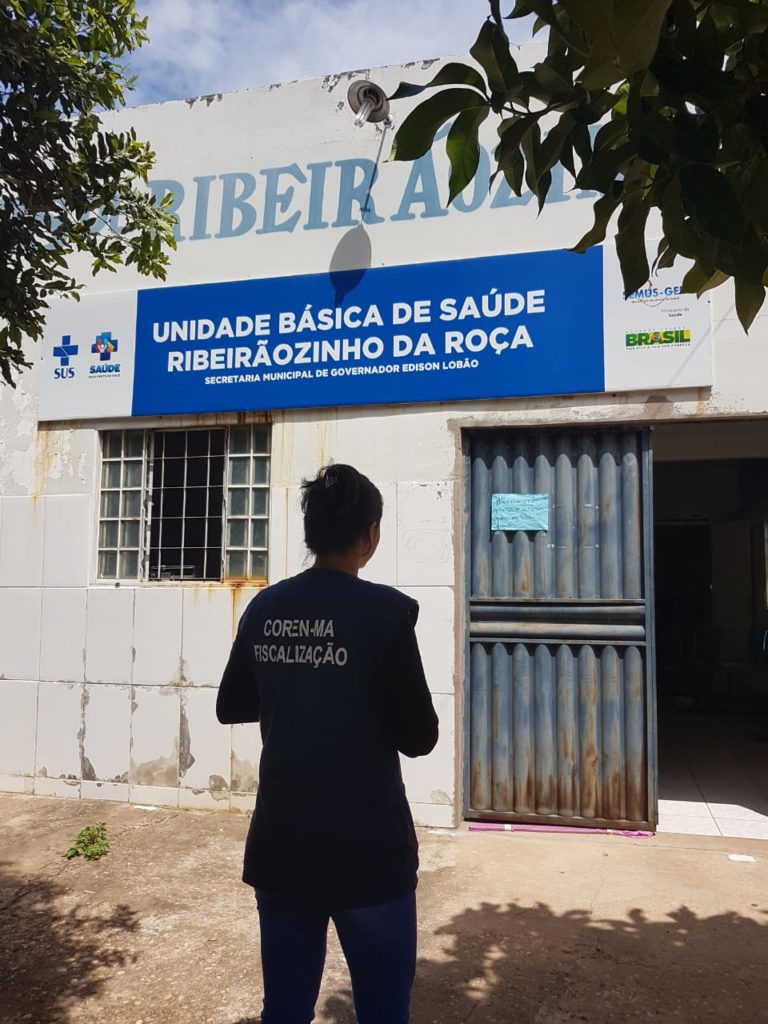 RIBEIRÃOZI
UNIDADE BÁSICA DE SAÚDE
RIBEIRÃOZINHO DA ROÇA
SECRETARIA MUNICIPAL DE GOVERNADOR EDISON LOBÃO
SUS
SAÚDE
SEMUS-GEL
Saúde
BRASIL
COREN-MA
FISCALIZAÇÃO